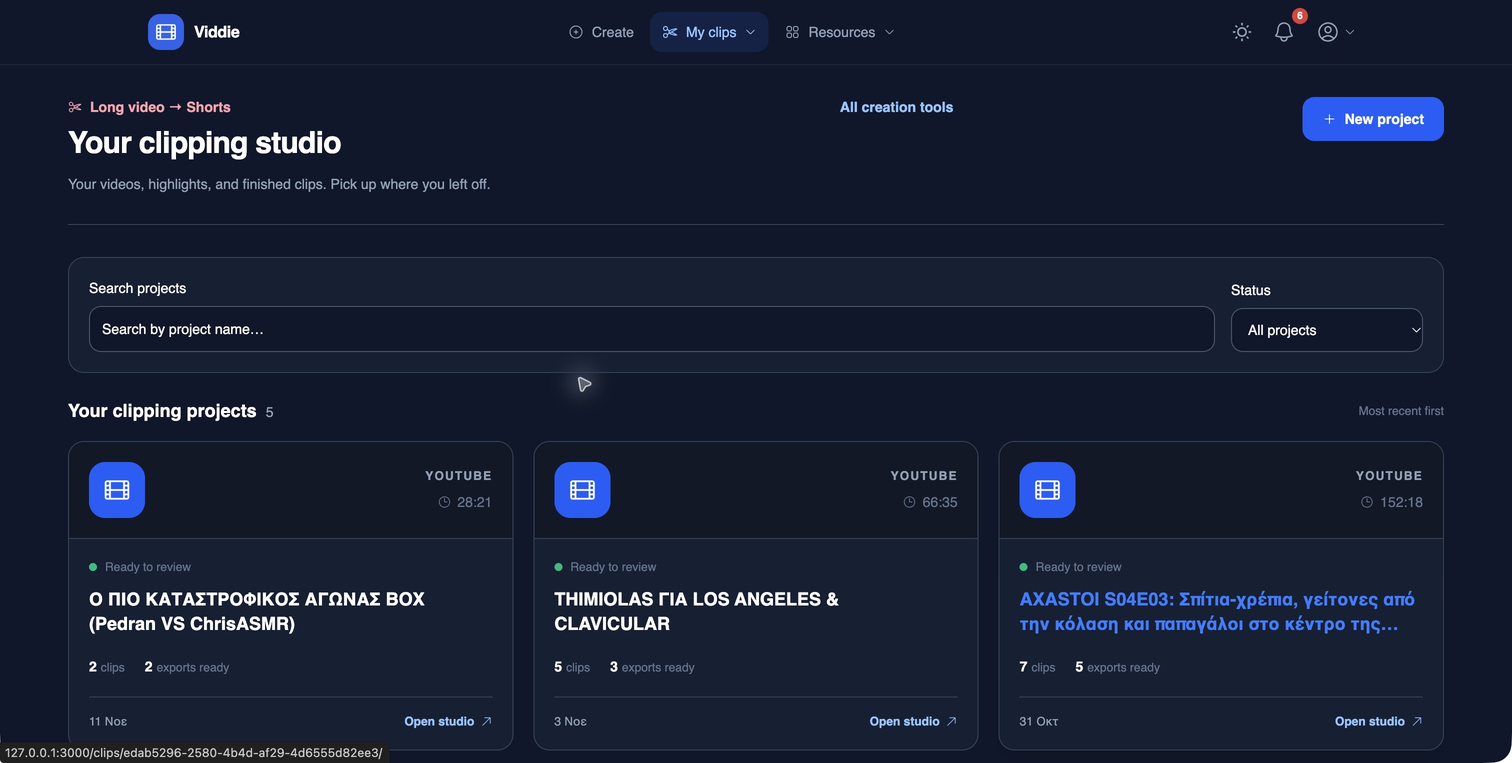 Viddie
Create
My clips
Resources
6
Long video → Shorts
All creation tools
+ New project
Your clipping studio
Your videos, highlights, and finished clips. Pick up where you left off.
Search projects
Status
Search by project name…
All projects
Your clipping projects 5
Most recent first
YOUTUBE
28:21
Ready to review
Ο ΠΙΟ ΚΑΤΑΣΤΡΟΦΙΚΟΣ ΑΓΩΝΑΣ BOX
(Pedran VS ChrisASMR)
2 clips 2 exports ready
11 Νοε
Open studio
YOUTUBE
66:35
Ready to review
THIMIOLAS ΓΙΑ LOS ANGELES &
CLAVICULAR
5 clips 3 exports ready
3 Νοε
Open studio
YOUTUBE
152:18
Ready to review
ΑΧΑΣΤΟΙ S04E03: Σπίτια-χρέπια, γείτονες από
την κόλαση και παπαγάλοι στο κέντρο της…
7 clips 5 exports ready
31 Οκτ
Open studio
127.0.0.1:3000/clips/edab5296-2580-4b4d-af29-4d6555d82ee3/